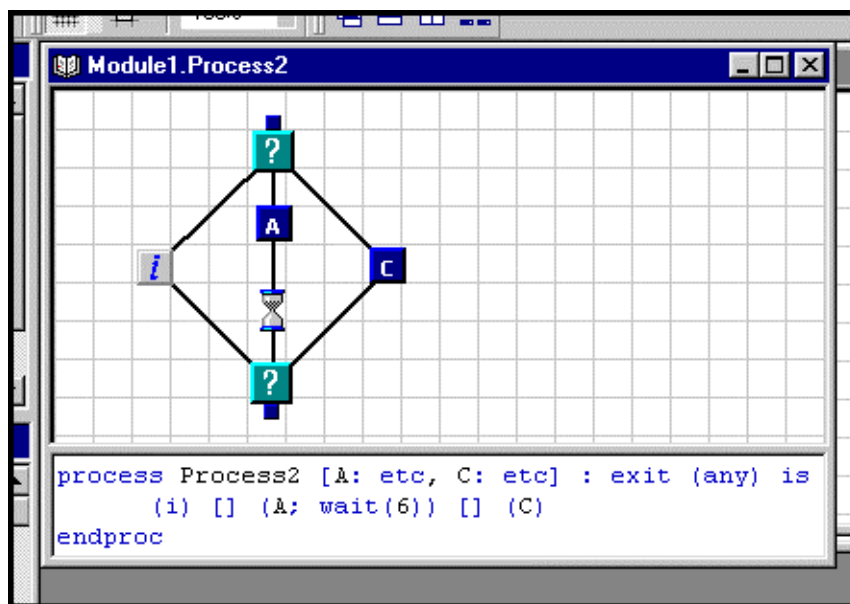 Module1.Process2
?
A
i
C
?
process Process2 [A: etc, C: etc] : exit (any) is
(i) [] (A; wait(6)) [] (C)
endproc